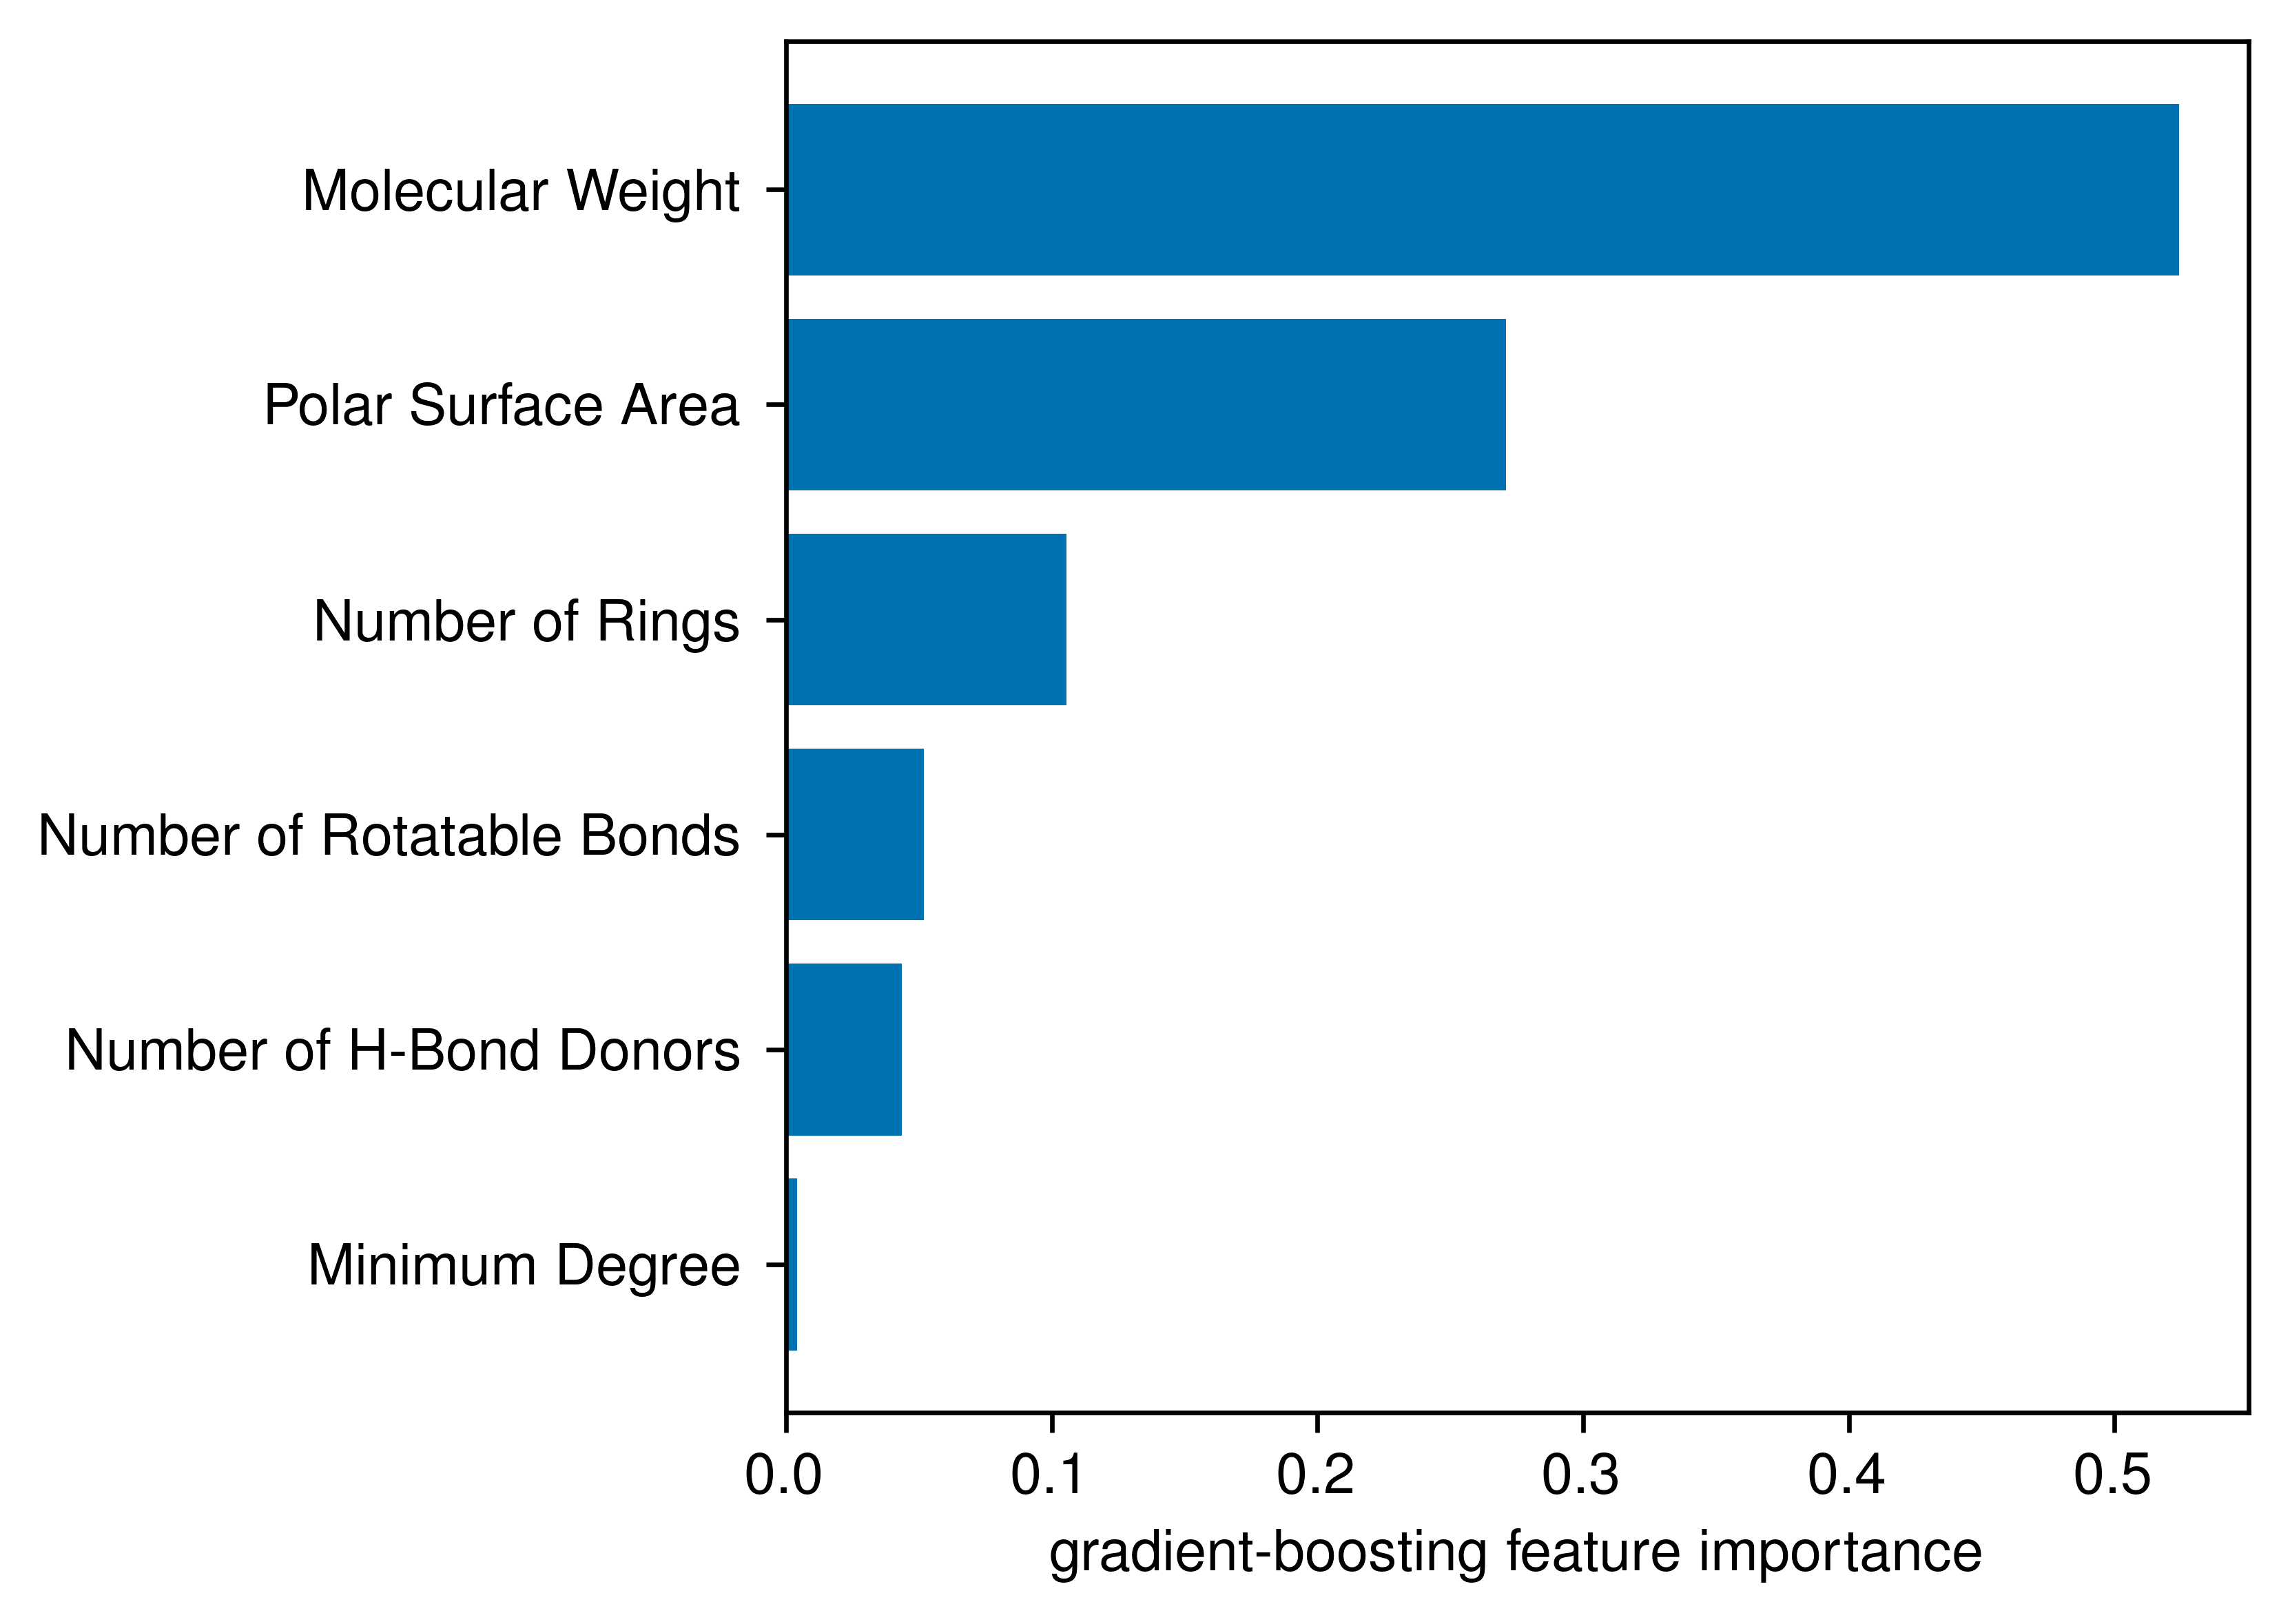 Molecular Weight
Polar Surface Area
Number of Rings
Number of Rotatable Bonds
Number of H-Bond Donors
Minimum Degree
0.0 0.1 0.2 0.3 0.4 0.5
gradient-boosting feature importance